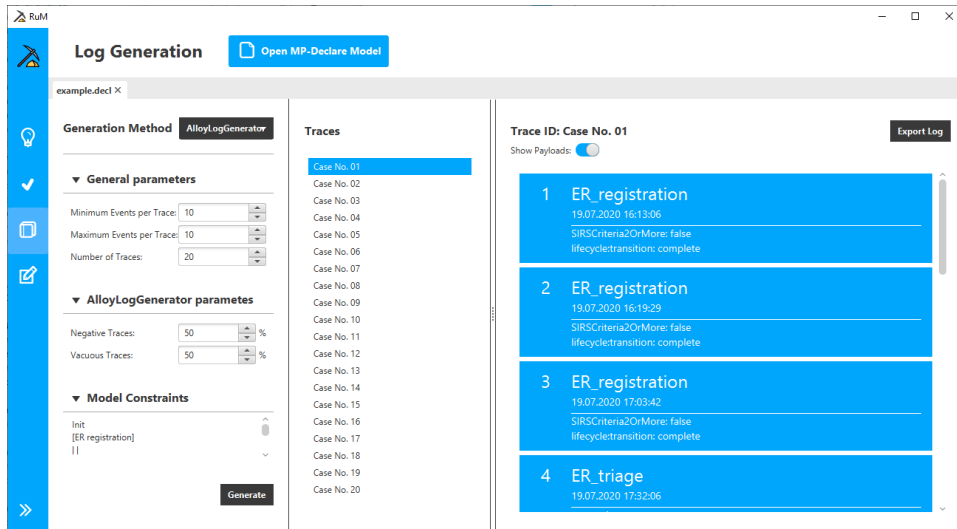 RuM
Log Generation
Open MP-Declare Model
example.decl ×
Generation Method AlloyLogGenerator
General parameters
Minimum Events per Trace: 10
Maximum Events per Trace: 10
Number of Traces: 20
AlloyLogGenerator parametes
Negative Traces: 50 %
Vacuous Traces: 50 %
Model Constraints
Init
[ER registration]
| |
Generate
Traces
Case No. 01
Case No. 02
Case No. 03
Case No. 04
Case No. 05
Case No. 06
Case No. 07
Case No. 08
Case No. 09
Case No. 10
Case No. 11
Case No. 12
Case No. 13
Case No. 14
Case No. 15
Case No. 16
Case No. 17
Case No. 18
Case No. 19
Case No. 20
Trace ID: Case No. 01
Export Log
Show Payloads:
1 ER_registration
19.07.2020 16:13:06
SIRSCriteria2OrMore: false
lifecycle:transition: complete
2 ER_registration
19.07.2020 16:19:29
SIRSCriteria2OrMore: false
lifecycle:transition: complete
3 ER_registration
19.07.2020 17:03:42
SIRSCriteria2OrMore: false
lifecycle:transition: complete
4 ER_triage
19.07.2020 17:32:06